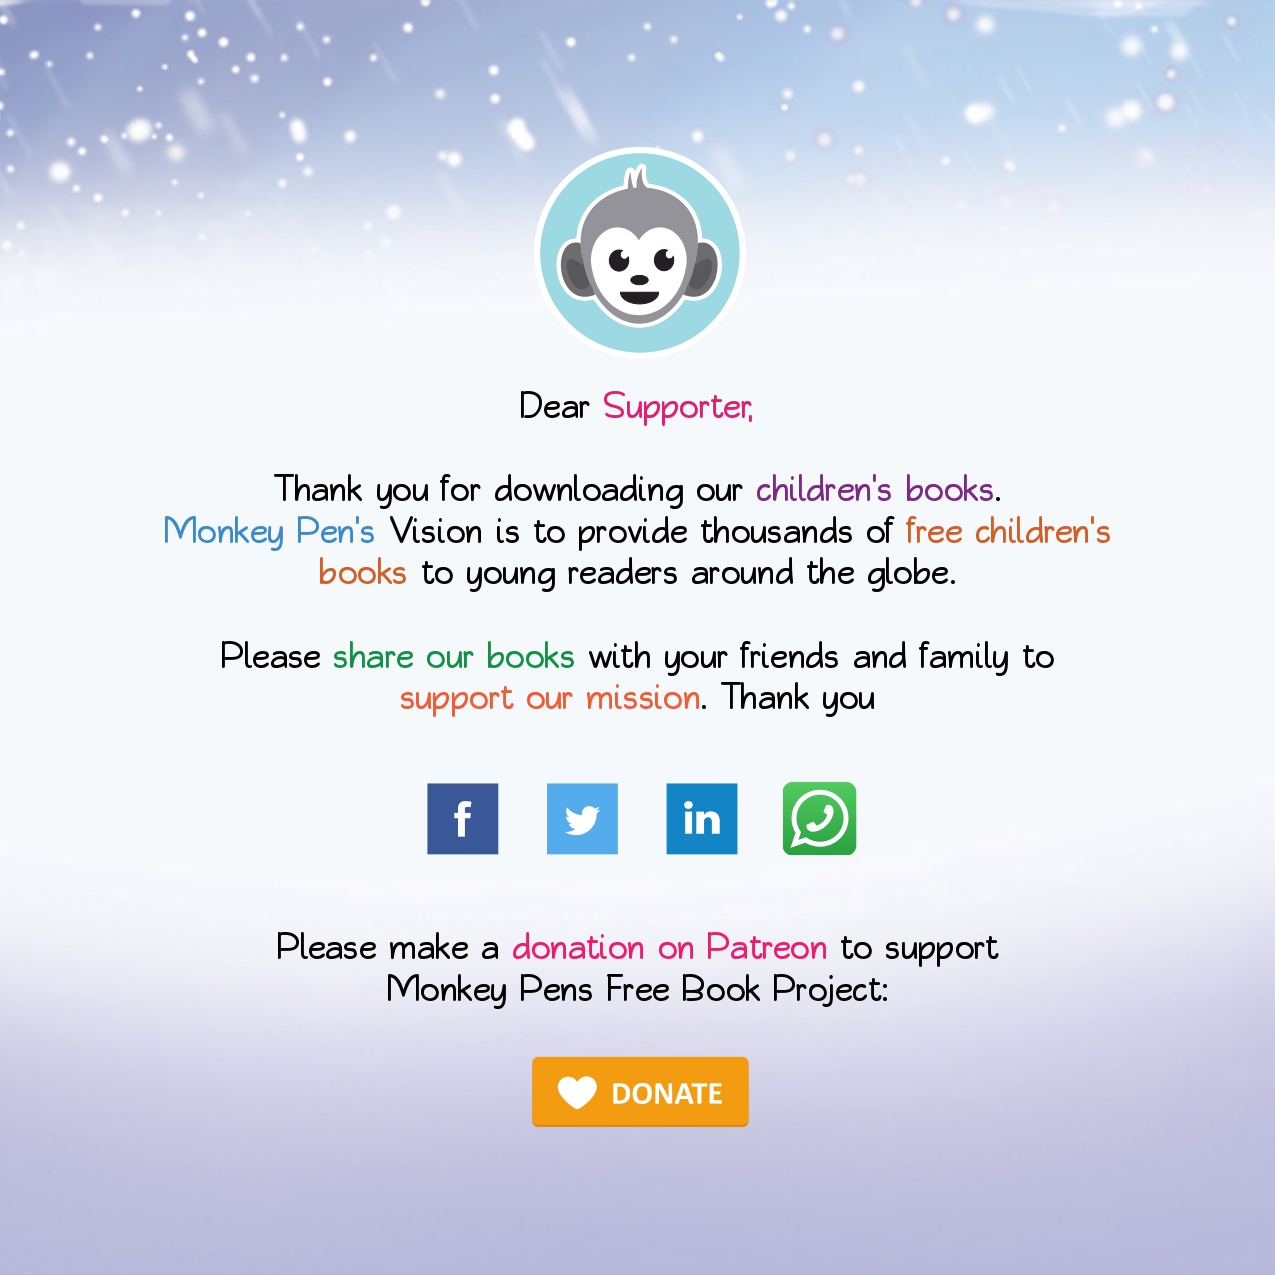 Dear Supporter,
Thank you for downloading our children's books.
Monkey Pen's Vision is to provide thousands of free children's
books to young readers around the globe.
Please share our books with your friends and family to
support our mission. Thank you
f
in
Please make a donation on Patreon to support
Monkey Pens Free Book Project:
DONATE